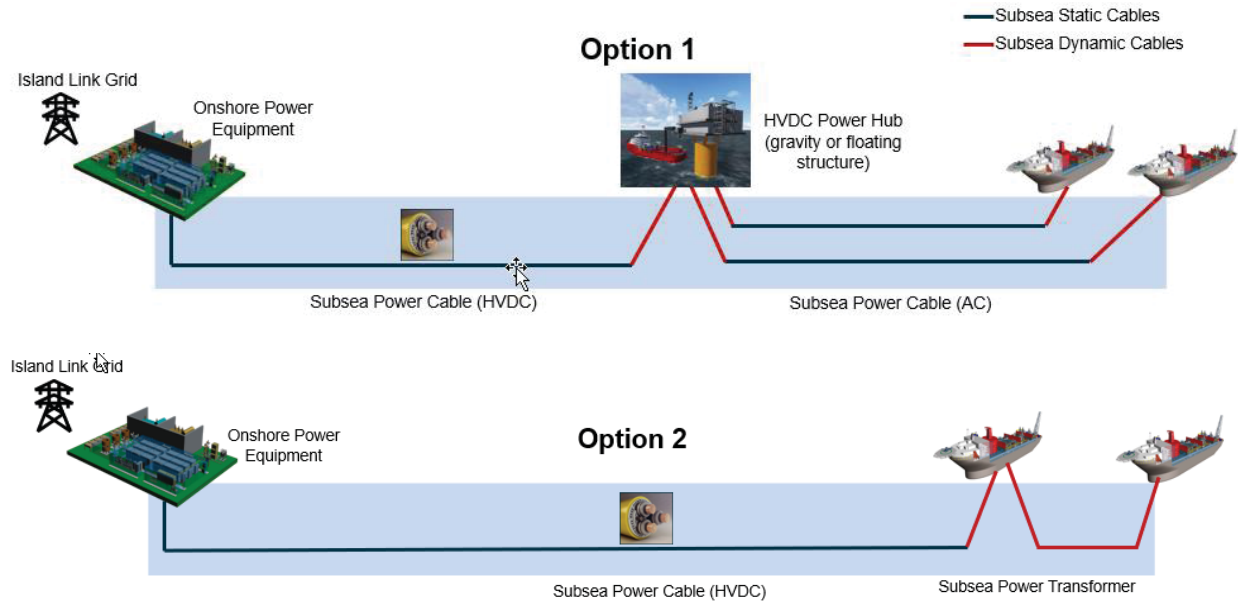 Subsea Static Cables
Subsea Dynamic Cables
Option 1
Island Link Grid
Onshore Power
Equipment
HVDC Power Hub
(gravity or floating
structure)
Subsea Power Cable (HVDC)
Subsea Power Cable (AC)
Island Link Grid
Onshore Power
Equipment
Option 2
Subsea Power Cable (HVDC)
Subsea Power Transformer